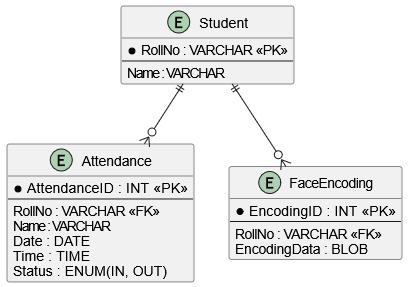 E Student
* RollNo : VARCHAR «PK»
Name : VARCHAR
E Attendance
* AttendanceID : INT «PK»
RollNo : VARCHAR «FK»
Name : VARCHAR
Date : DATE
Time : TIME
Status : ENUM(IN, OUT)
E FaceEncoding
* EncodingID : INT «PK»
RollNo : VARCHAR «FK»
EncodingData : BLOB